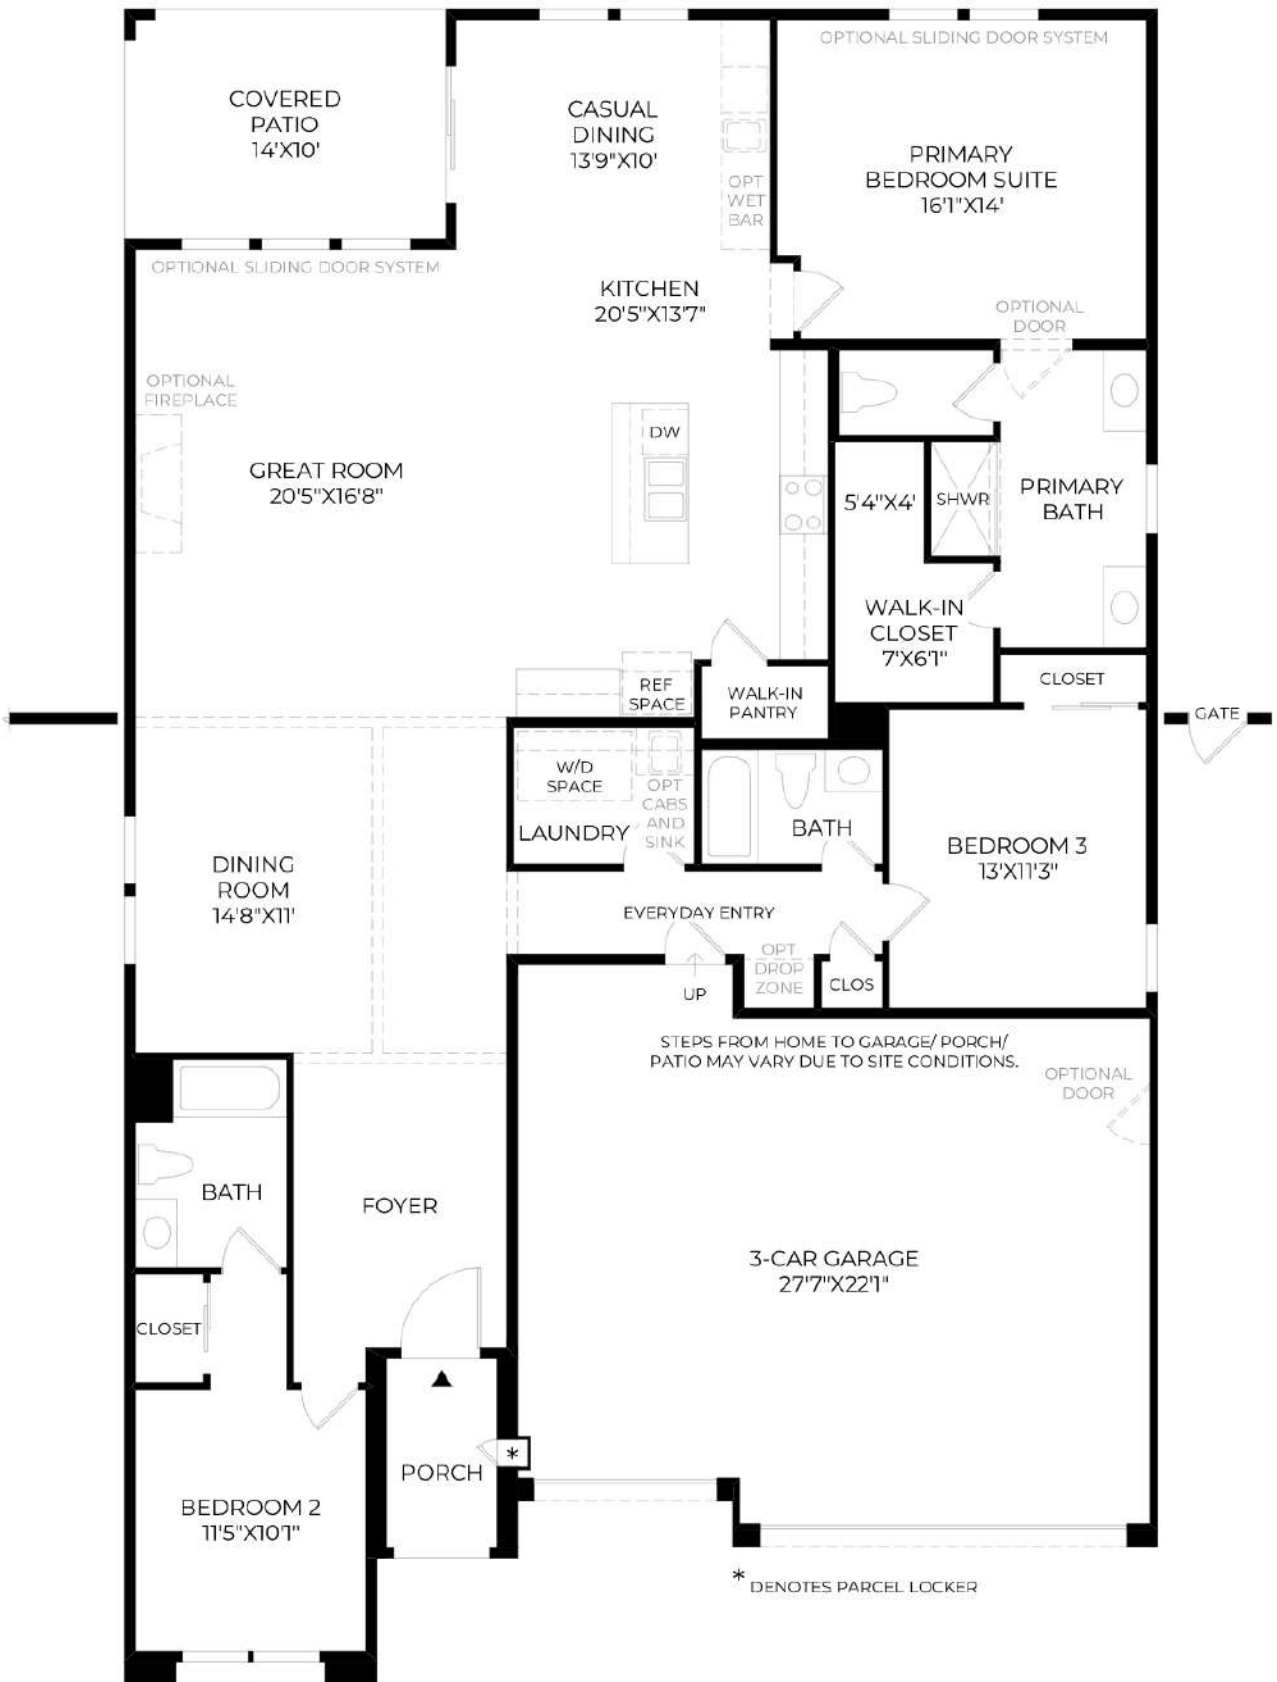 OPTIONAL SLIDING DOOR SYSTEM
COVERED
PATIO
14'X10'
CASUAL
DINING
13'9"X10'
OPT
WET
BAR
PRIMARY
BEDROOM SUITE
16'1"X14'
OPTIONAL SLIDING DOOR SYSTEM
KITCHEN
20'5"X13'7"
OPTIONAL
DOOR
OPTIONAL
FIREPLACE
DW
GREAT ROOM
20'5"X16'8"
5'4"X4'
SHWR
PRIMARY
BATH
WALK-IN
CLOSET
7'X6'1"
REF
SPACE
WALK-IN
PANTRY
CLOSET
GATE
W/D
SPACE
OPT
CABS
AND
SINK
LAUNDRY
BATH
BEDROOM 3
13'X11'3"
DINING
ROOM
14'8"X11'
EVERYDAY ENTRY
OPT
DROP
ZONE
CLOS
UP
STEPS FROM HOME TO GARAGE/ PORCH/
PATIO MAY VARY DUE TO SITE CONDITIONS.
OPTIONAL
DOOR
BATH
FOYER
3-CAR GARAGE
27'7"X22'1"
CLOSET
*
PORCH
BEDROOM 2
11'5"X10'1"
* DENOTES PARCEL LOCKER